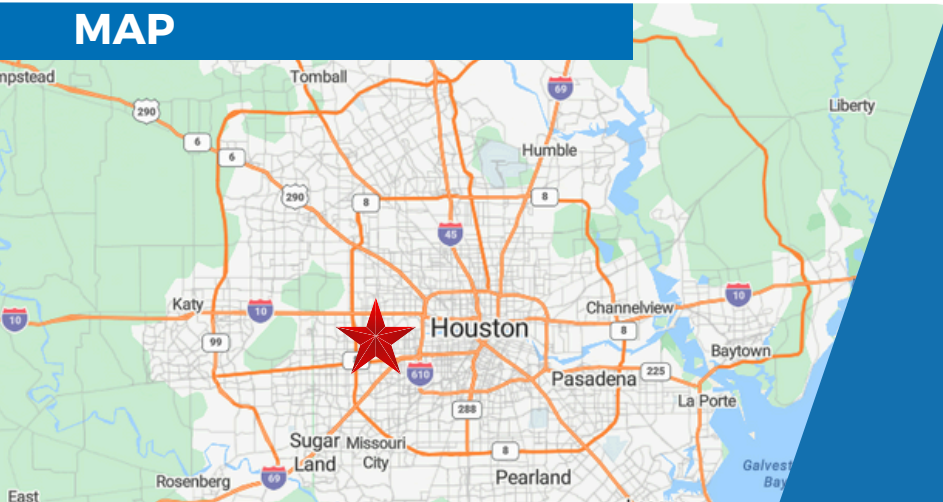 MAP
mpstead
Tomball
290
69
Liberty
6
6
Humble
290
8
8
45
Katy
10
10
10
Channelview
Houston
8
99
Baytown
610
Pasadena
225
La Porte
288
Sugar
Land
Missouri
City
8
Galvest
Bay
Rosenberg
69
Pearland
East